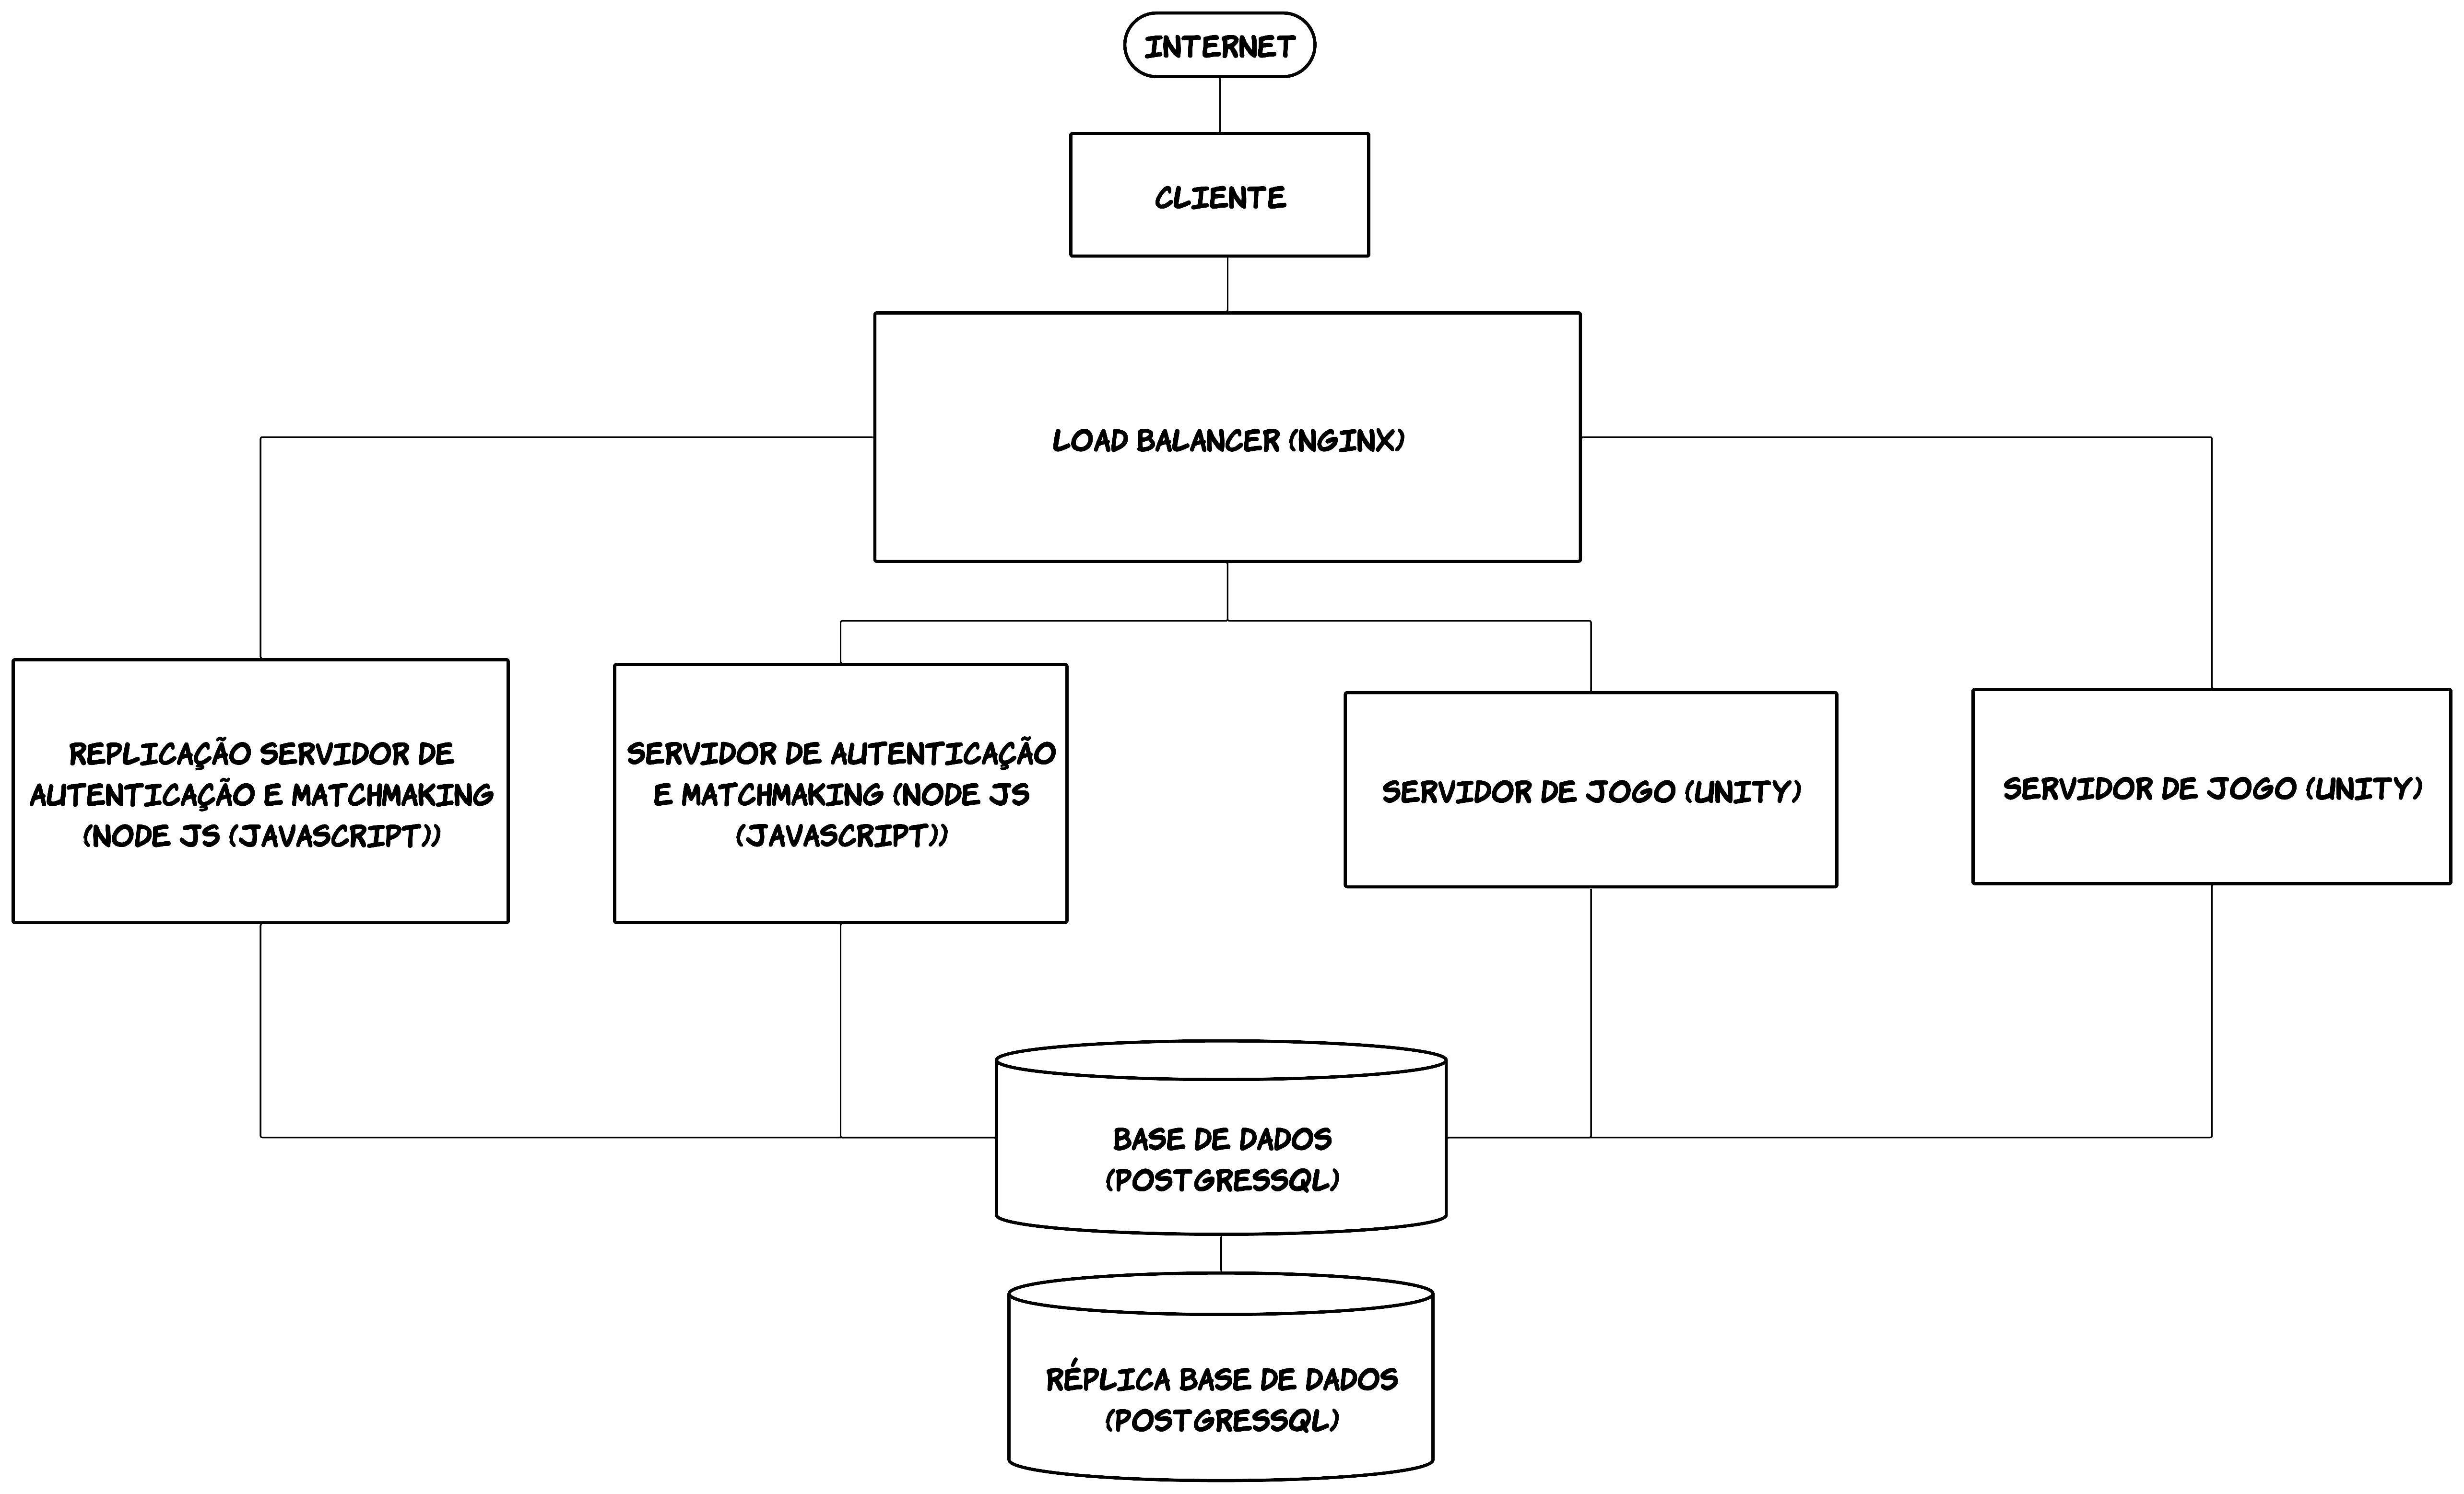 INTERNET
CLIENTE
LOAD BALANCER (NGINX)
REPLICAÇÃO SERVIDOR DE
AUTENTICAÇÃO E MATCHMAKING
(NODE JS (JAVASCRIPT))
SERVIDOR DE AUTENTICAÇÃO
E MATCHMAKING (NODE JS
(JAVASCRIPT))
SERVIDOR DE JOGO (UNITY)
SERVIDOR DE JOGO (UNITY)
BASE DE DADOS
(POSTGRESSQL)
RÉPLICA BASE DE DADOS
(POSTGRESSQL)